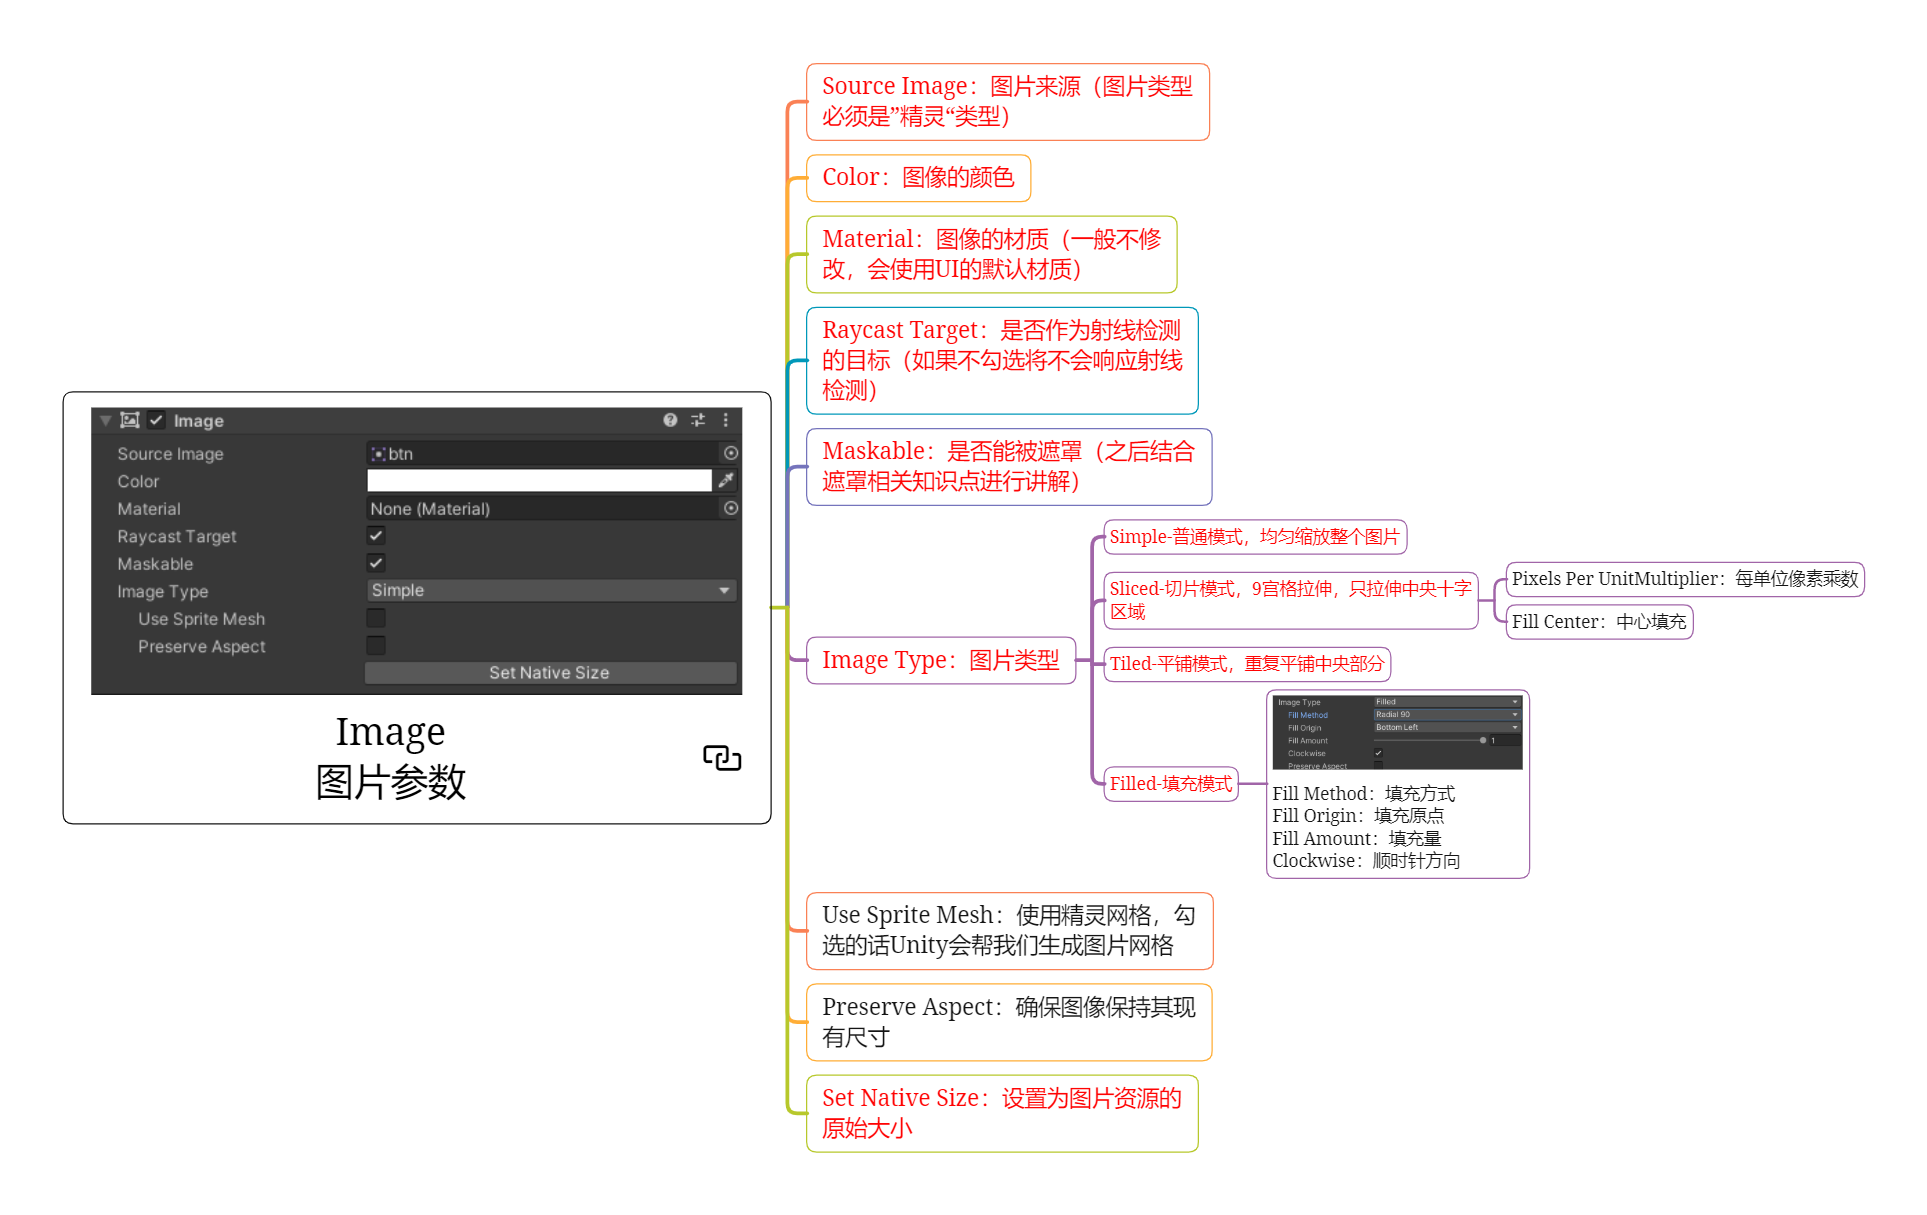 Image
Source Image
btn
Color
Material
None (Material)
Raycast Target
Maskable
Image Type
Simple
Use Sprite Mesh
Preserve Aspect
Set Native Size
Image
图片参数
Source Image：图片来源（图片类型
必须是”精灵“类型）
Color：图像的颜色
Material：图像的材质（一般不修
改，会使用UI的默认材质）
Raycast Target：是否作为射线检测
的目标（如果不勾选将不会响应射线
检测）
Maskable：是否能被遮罩（之后结合
遮罩相关知识点进行讲解）
Image Type：图片类型
Simple-普通模式，均匀缩放整个图片
Sliced-切片模式，9宫格拉伸，只拉伸中央十字
区域
Pixels Per UnitMultiplier：每单位像素乘数
Fill Center：中心填充
Tiled-平铺模式，重复平铺中央部分
Filled-填充模式
Image Type
Filled
Fill Method
Radial 90
Fill Origin
Bottom Left
Fill Amount
1
Clockwise
Preserve Aspect
Fill Method：填充方式
Fill Origin：填充原点
Fill Amount：填充量
Clockwise：顺时针方向
Use Sprite Mesh：使用精灵网格，勾
选的话Unity会帮我们生成图片网格
Preserve Aspect：确保图像保持其现
有尺寸
Set Native Size：设置为图片资源的
原始大小